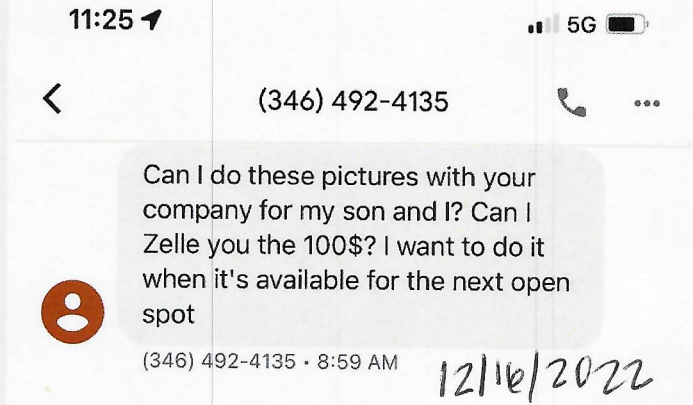 11:25
5G
(346) 492-4135
Can I do these pictures with your
company for my son and I? Can I
Zelle you the 100$? I want to do it
when it's available for the next open
spot
(346) 492-4135 · 8:59 AM
12/16/2022